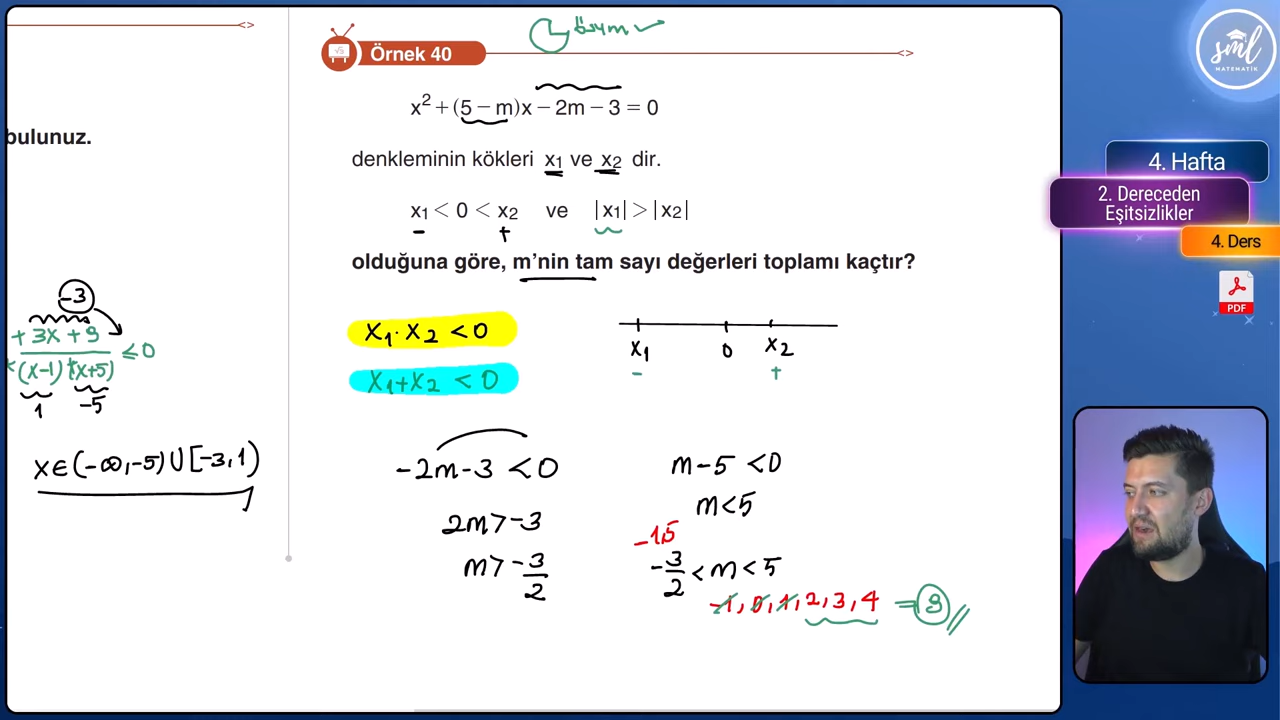 bulunuz.
-3
+ 3x + 9
(x-1) (x+5) ≤0
1 -5
x∈(-∞,-5)∪[-3,1)
ösym
√5
Örnek 40
x² + (5 − m)x − 2m − 3 = 0
denkleminin kökleri x₁ ve x₂ dir.
x₁ < 0 < x₂ ve |x₁| > |x₂|
- +
olduğuna göre, m'nin tam sayı değerleri toplamı kaçtır?
x₁ · x₂ < 0
x₁+x₂ < 0
x₁ 0 x₂
- +
-2m-3 < 0
2m > -3
m > -3/2
m-5 < 0
m < 5
-1,5
-3/2 < m < 5
-1, 0, 1, 2, 3, 4 = 9
sml
MATEMATİK
4. Hafta
2. Dereceden
Eşitsizlikler
4. Ders
PDF